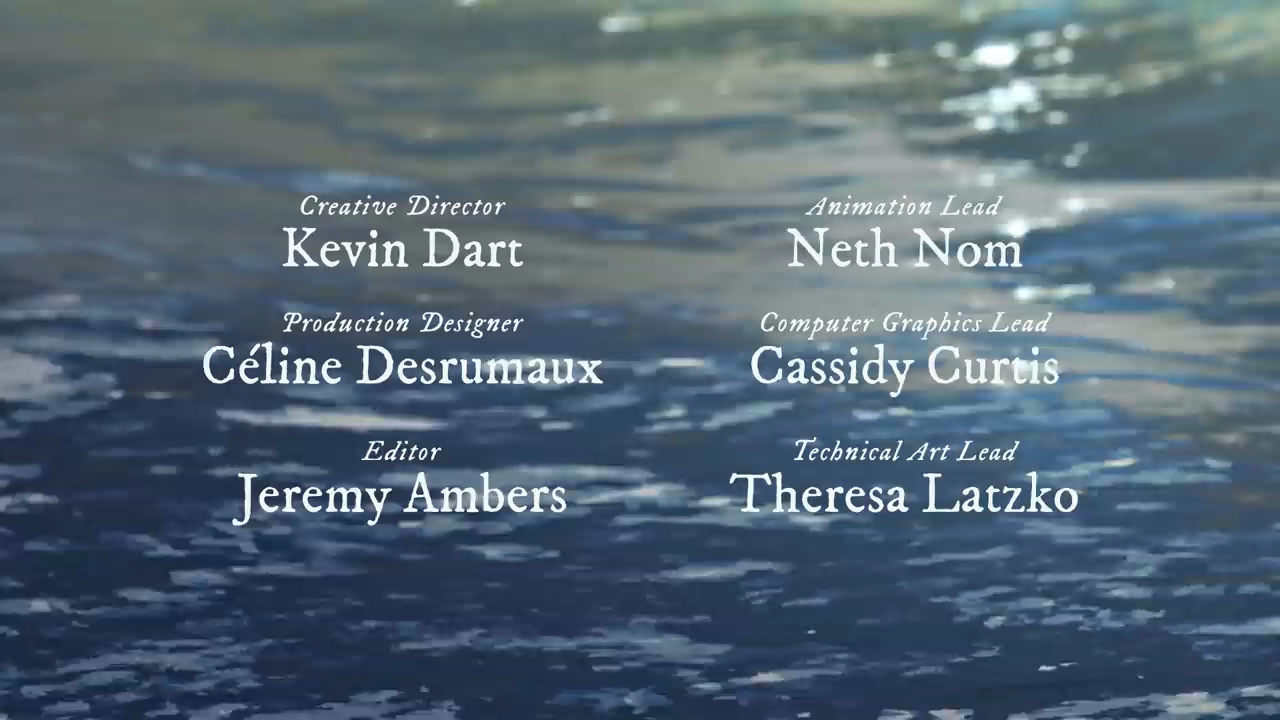 Creative Director
Kevin Dart
Production Designer
Céline Desrumaux
Editor
Jeremy Ambers
Animation Lead
Neth Nom
Computer Graphics Lead
Cassidy Curtis
Technical Art Lead
Theresa Latzko